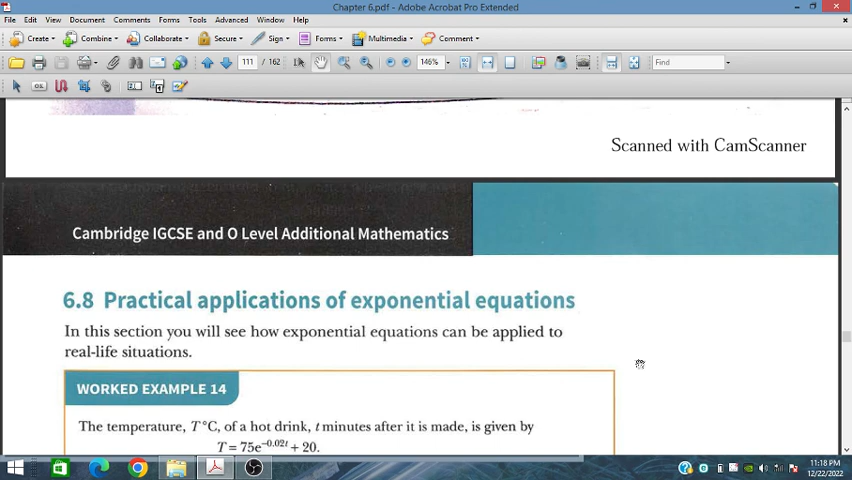 Chapter 6.pdf - Adobe Acrobat Pro Extended
File Edit View Document Comments Forms Tools Advanced Window Help
Create Combine Collaborate Secure Sign Forms Multimedia Comment
111 / 162 146% Find
Scanned with CamScanner
Cambridge IGCSE and O Level Additional Mathematics
6.8 Practical applications of exponential equations
In this section you will see how exponential equations can be applied to
real-life situations.
WORKED EXAMPLE 14
The temperature, T °C, of a hot drink, t minutes after it is made, is given by
T = 75e^{-0.02t} + 20.
11:18 PM
12/22/2022